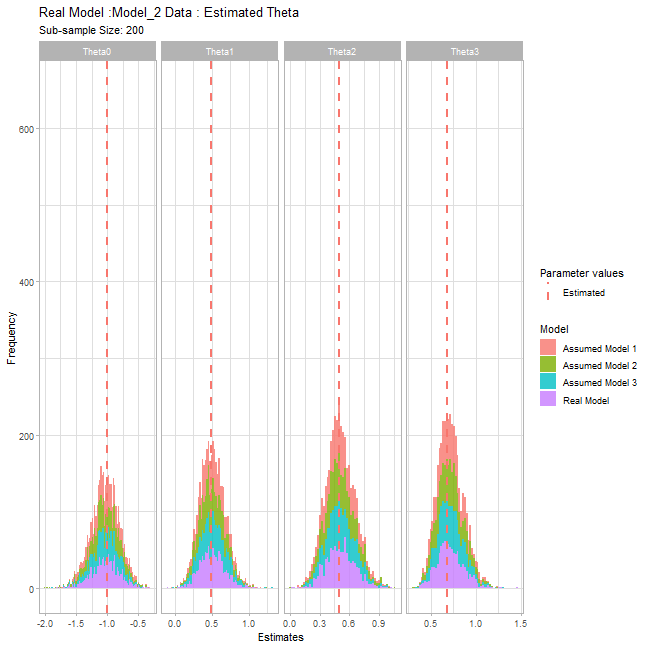 Real Model :Model_2 Data : Estimated Theta
Sub-sample Size: 200
Theta0 Theta1 Theta2 Theta3
600
400
200
0
Frequency
-2.0 -1.5 -1.0 -0.5 0.0 0.5 1.0 0.0 0.3 0.6 0.9 0.5 1.0 1.5
Estimates
Parameter values
Estimated
Model
Assumed Model 1
Assumed Model 2
Assumed Model 3
Real Model